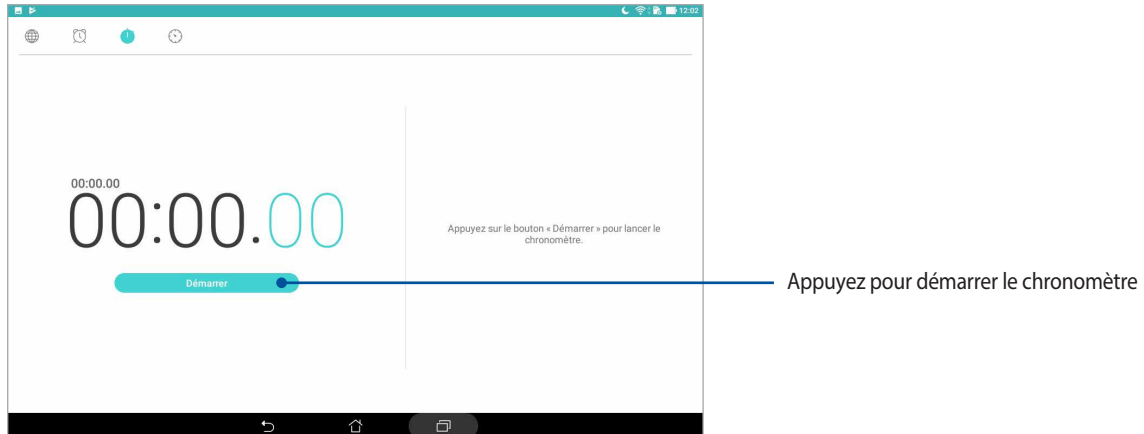 12:02
00:00.00
00:00.00
Appuyez sur le bouton « Démarrer » pour lancer le
chronomètre.
Démarrer
Appuyez pour démarrer le chronomètre